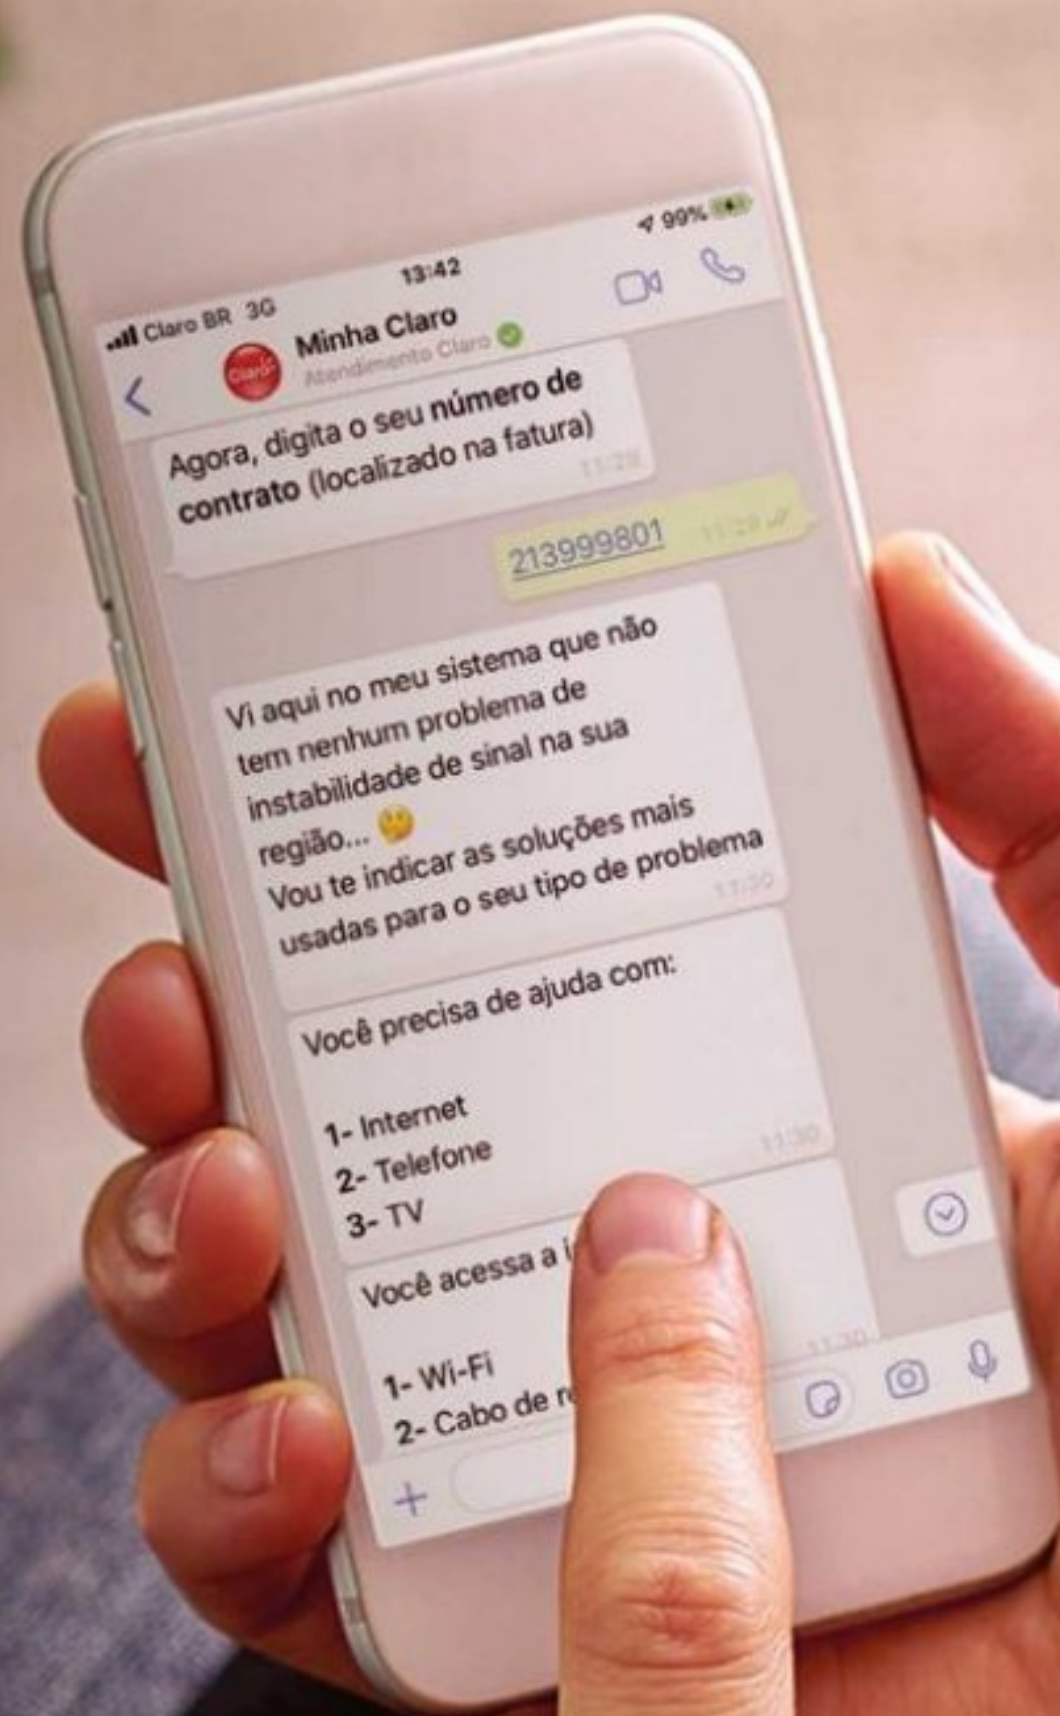 Claro BR 3G
13:42
99%
Claro
Minha Claro
Atendimento Claro
Agora, digita o seu número de
contrato (localizado na fatura)
11:29
213999801
11:29
Vi aqui no meu sistema que não
tem nenhum problema de
instabilidade de sinal na sua
região...
Vou te indicar as soluções mais
usadas para o seu tipo de problema
11:30
Você precisa de ajuda com:
1- Internet
2- Telefone
3- TV
11:30
Você acessa a
1- Wi-Fi
2- Cabo de
11:30